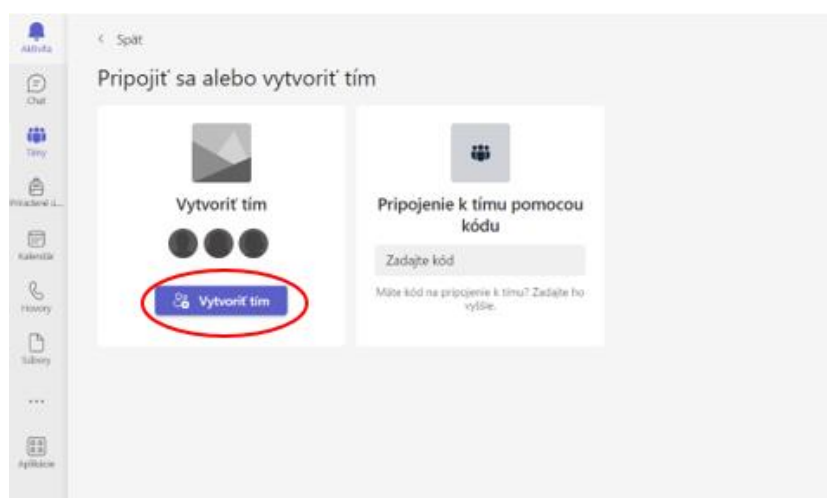 Aktivita
Chat
Tímy
Kalendár
Hovory
Súbory
...
Aplikácie
< Späť
Pripojiť sa alebo vytvoriť tím
Vytvoriť tím
Vytvoriť tím
Pripojenie k tímu pomocou
kódu
Zadajte kód
Máte kód na pripojenie k tímu? Zadajte ho
vyššie.